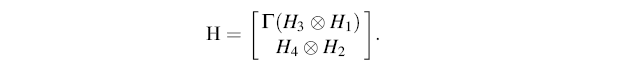 H = [ Γ(H₃ ⊗ H₁)
H₄ ⊗ H₂ ].